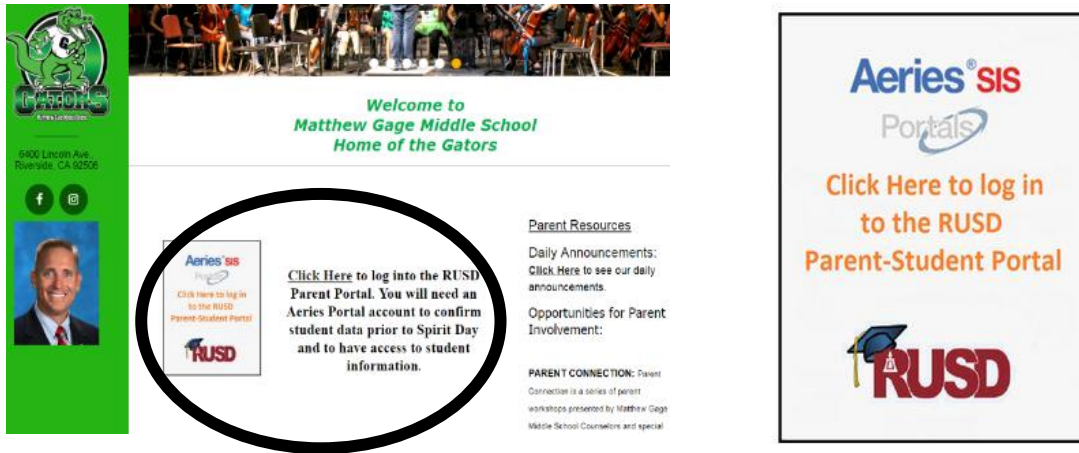 G
GATORS
6400 Lincoln Ave.,
Riverside, CA 92506
f
Welcome to
Matthew Gage Middle School
Home of the Gators
Aeries® SIS
Portals
Click Here to log in
to the RUSD
Parent-Student Portal
RUSD
Click Here to log into the RUSD
Parent Portal. You will need an
Aeries Portal account to confirm
student data prior to Spirit Day
and to have access to student
information.
Parent Resources
Daily Announcements:
Click Here to see our daily
announcements.
Opportunities for Parent
Involvement:
PARENT CONNECTION: Parent
Connection is a series of parent
workshops presented by Matthew Gage
Middle School Counselors and special
Aeries® SIS
Portals
Click Here to log in
to the RUSD
Parent-Student Portal
RUSD